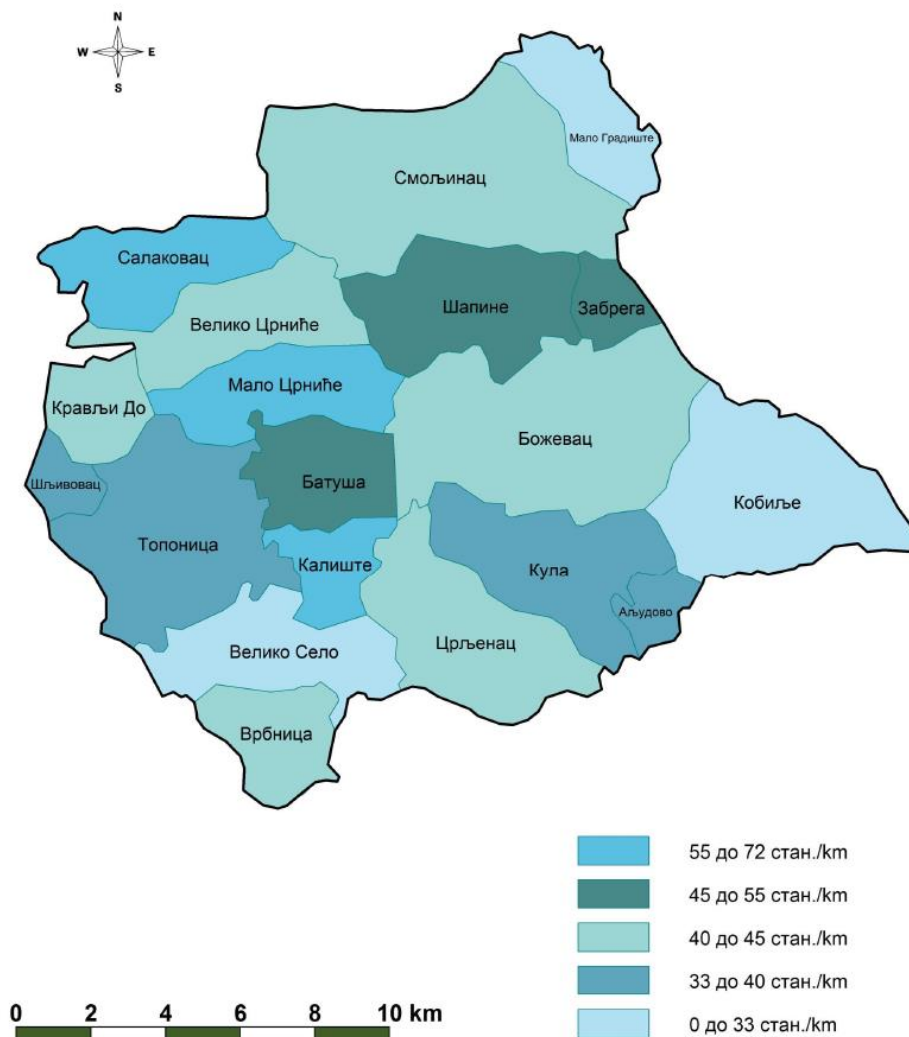 N
W E
S
Мало Градиште
Смољинац
Салаковац
Шапине
Забрега
Велико Црниће
Мало Црниће
Крављи До
Божевац
Шљивовац
Батуша
Кобиље
Топоница
Калиште
Кула
Аљудово
Велико Село
Црљенац
Врбница
55 до 72 стан./km
45 до 55 стан./km
40 до 45 стан./km
33 до 40 стан./km
0 до 33 стан./km
0 2 4 6 8 10 km